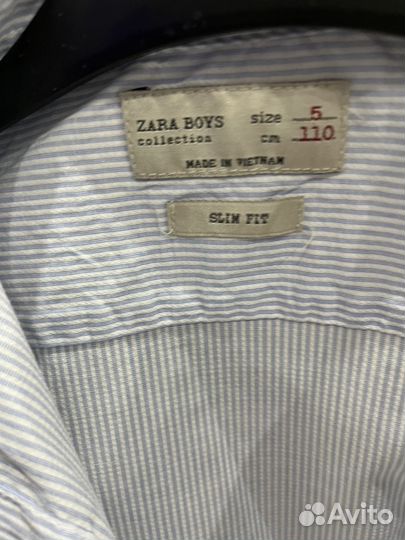 ZARA BOYS size 5
collection cm 110
MADE IN VIETNAM
SLIM FIT
Avito